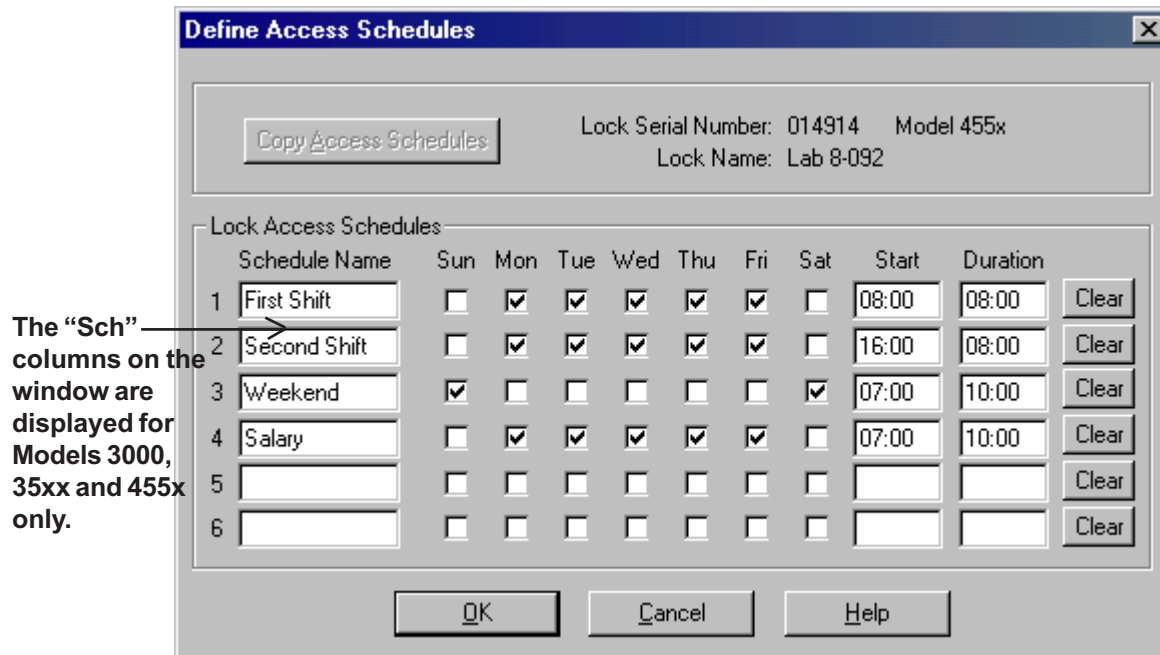 Define Access Schedules
Copy Access Schedules
Lock Serial Number: 014914 Model 455x
Lock Name: Lab 8-092
Lock Access Schedules
Schedule Name Sun Mon Tue Wed Thu Fri Sat Start Duration
1 First Shift 08:00 08:00 Clear
2 Second Shift 16:00 08:00 Clear
3 Weekend 07:00 10:00 Clear
4 Salary 07:00 10:00 Clear
5 Clear
6 Clear
OK Cancel Help
The “Sch”
columns on the
window are
displayed for
Models 3000,
35xx and 455x
only.